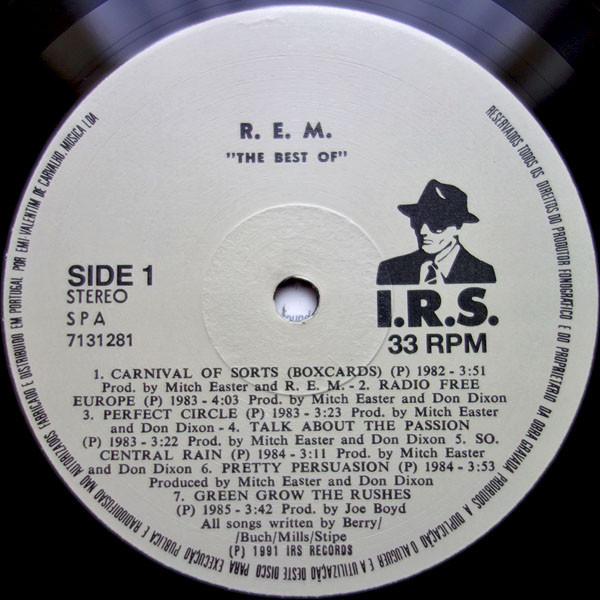 R. E. M.
"THE BEST OF"
SIDE 1
STEREO
SPA
7131281
I.R.S.
33 RPM
1. CARNIVAL OF SORTS (BOXCARDS) (P) 1982 - 3:51
Prod. by Mitch Easter and R. E. M. - 2. RADIO FREE
EUROPE (P) 1983 - 4:03 Prod. by Mitch Easter and Don Dixon
3. PERFECT CIRCLE (P) 1983 - 3:23 Prod. by Mitch Easter
and Don Dixon - 4. TALK ABOUT THE PASSION
(P) 1983 - 3:22 Prod. by Mitch Easter and Don Dixon 5. SO.
CENTRAL RAIN (P) 1984 - 3:11 Prod. by Mitch Easter
and Don Dixon 6. PRETTY PERSUASION (P) 1984 - 3:53
Produced by Mitch Easter and Don Dixon
7. GREEN GROW THE RUSHES
(P) 1985 - 3:42 Prod. by Joe Boyd
All songs written by Berry/
/Buch/Mills/Stipe
(P) 1991 IRS RECORDS
RESERVADOS TODOS OS DIREITOS DO PRODUTOR FONOGRÁFICO E DO PROPRIETÁRIO DA OBRA GRAVADA PROIBIDOS A DUPLICAÇÃO O ALUGUER E A UTILIZAÇÃO DESTE DISCO PARA EXECUÇÃO PÚBLICA E RADIODIFUSÃO NÃO AUTORIZADOS FABRICADO E DISTRIBUÍDO EM PORTUGAL POR EMI-VALENTIM DE CARVALHO, MÚSICA LDA